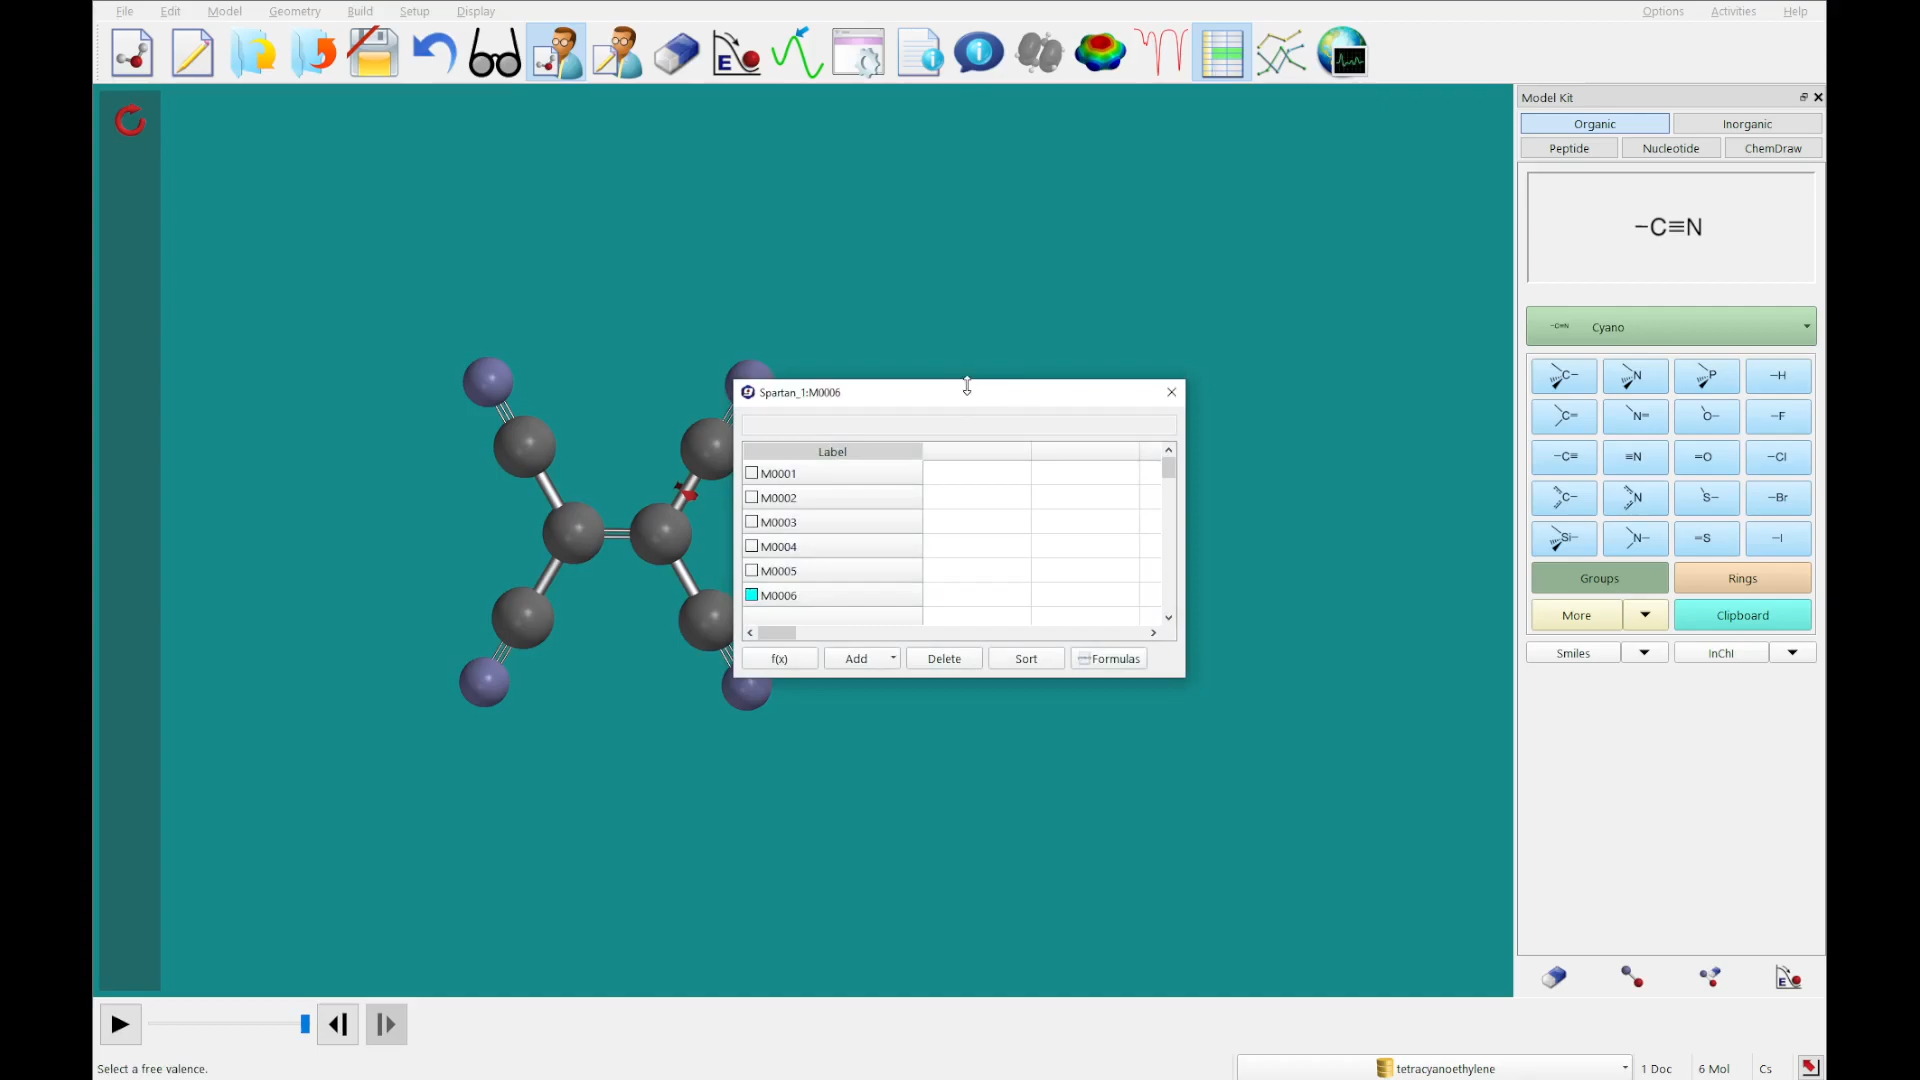 File Edit Model Geometry Build Setup Display Options Activities Help
Model Kit
Organic Inorganic
Peptide Nucleotide ChemDraw
−C≡N
−C≡N Cyano
C− N P −H
C= N= O− −F
−C≡ ≡N =O −Cl
C− N S− −Br
Si− N− =S −I
Groups Rings
More Clipboard
Smiles InChI
Spartan_1:M0006
Label
M0001
M0002
M0003
M0004
M0005
M0006
f(x) Add Delete Sort Formulas
Select a free valence.
tetracyanoethylene 1 Doc 6 Mol Cs